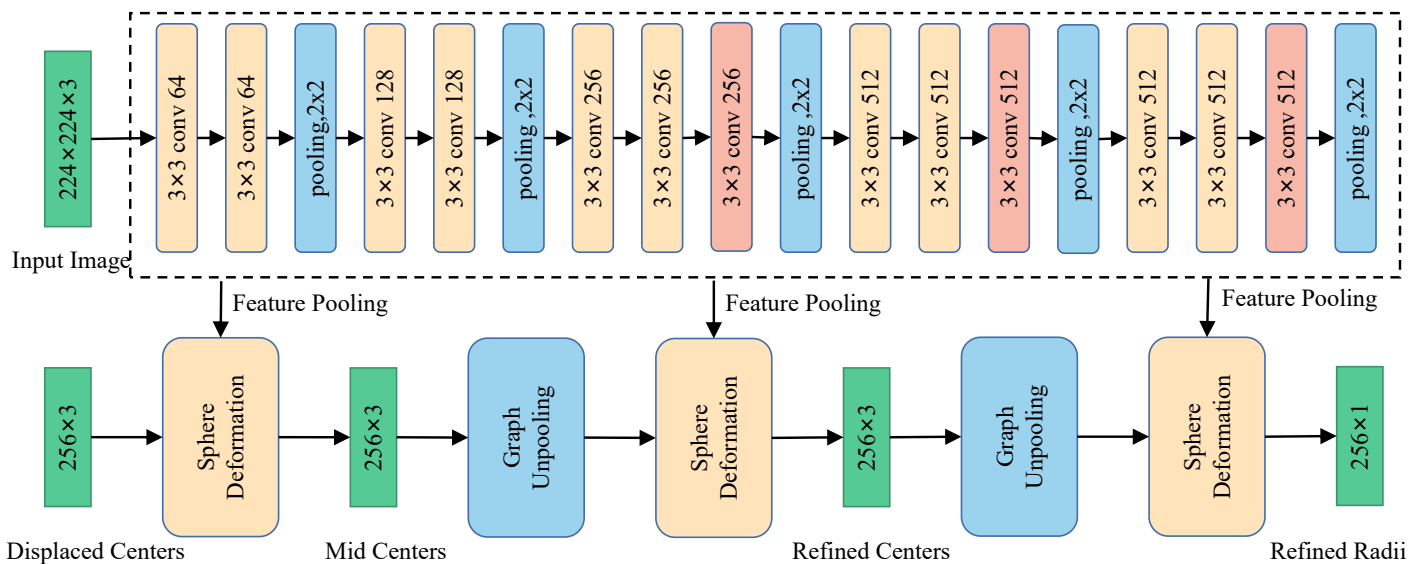 224×224×3
3×3 conv 64
3×3 conv 64
pooling,2x2
3×3 conv 128
3×3 conv 128
pooling ,2x2
3×3 conv 256
3×3 conv 256
3×3 conv 256
pooling ,2x2
3×3 conv 512
3×3 conv 512
3×3 conv 512
pooling ,2x2
3×3 conv 512
3×3 conv 512
3×3 conv 512
pooling ,2x2
Input Image
Feature Pooling
Feature Pooling
Feature Pooling
256×3
Sphere
Deformation
256×3
Graph
Unpooling
Sphere
Deformation
256×3
Graph
Unpooling
Sphere
Deformation
256×1
Displaced Centers
Mid Centers
Refined Centers
Refined Radii